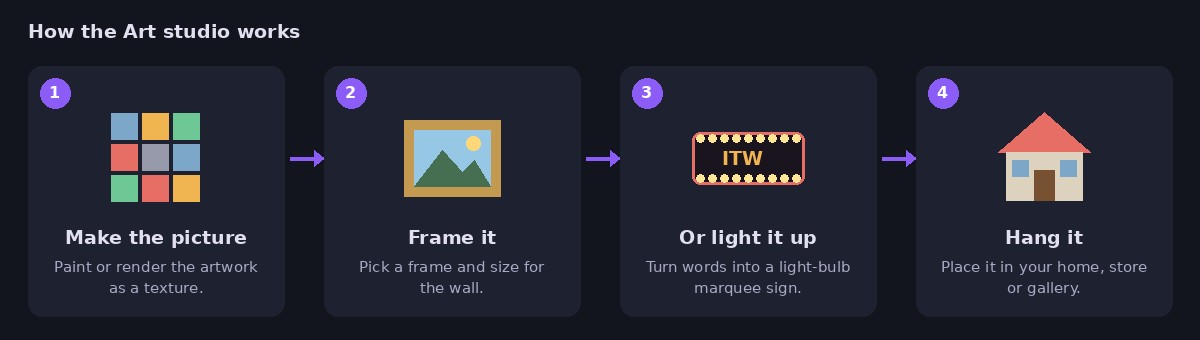 How the Art studio works
1
Make the picture
Paint or render the artwork
as a texture.
2
Frame it
Pick a frame and size for
the wall.
3
ITW
Or light it up
Turn words into a light-bulb
marquee sign.
4
Hang it
Place it in your home, store
or gallery.